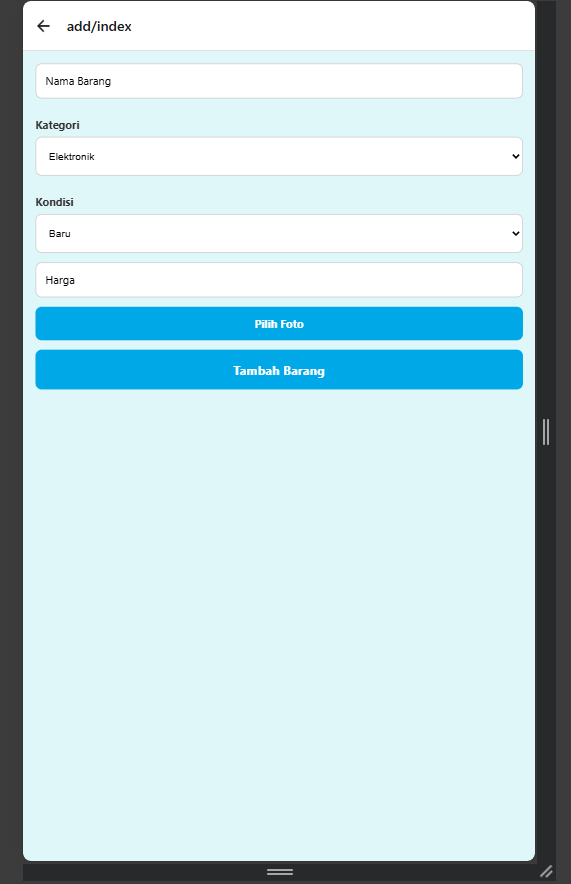 add/index
Nama Barang
Kategori
Elektronik
Kondisi
Baru
Harga
Pilih Foto
Tambah Barang